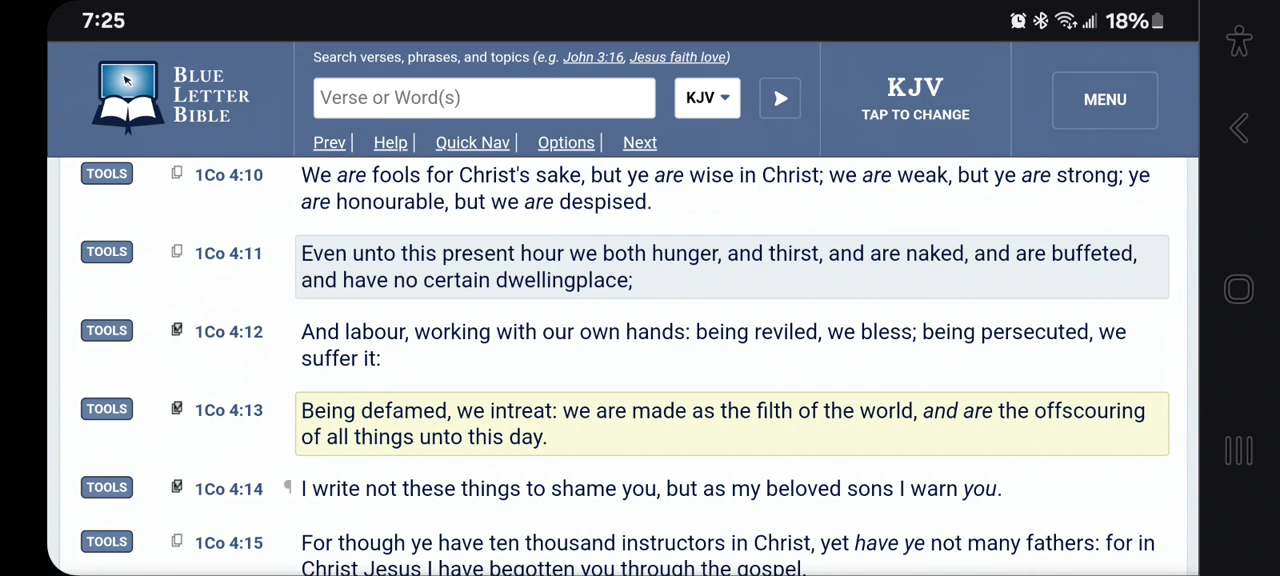 7:25
18%
Search verses, phrases, and topics (e.g. John 3:16, Jesus faith love)
BLUE
LETTER
BIBLE
Verse or Word(s)
KJV
KJV
TAP TO CHANGE
MENU
Prev | Help | Quick Nav | Options | Next
TOOLS 1Co 4:10 We are fools for Christ's sake, but ye are wise in Christ; we are weak, but ye are strong; ye
are honourable, but we are despised.
TOOLS 1Co 4:11 Even unto this present hour we both hunger, and thirst, and are naked, and are buffeted,
and have no certain dwellingplace;
TOOLS 1Co 4:12 And labour, working with our own hands: being reviled, we bless; being persecuted, we
suffer it:
TOOLS 1Co 4:13 Being defamed, we intreat: we are made as the filth of the world, and are the offscouring
of all things unto this day.
TOOLS 1Co 4:14 ¶ I write not these things to shame you, but as my beloved sons I warn you.
TOOLS 1Co 4:15 For though ye have ten thousand instructors in Christ, yet have ye not many fathers: for in
Christ Jesus I have begotten you through the gospel.